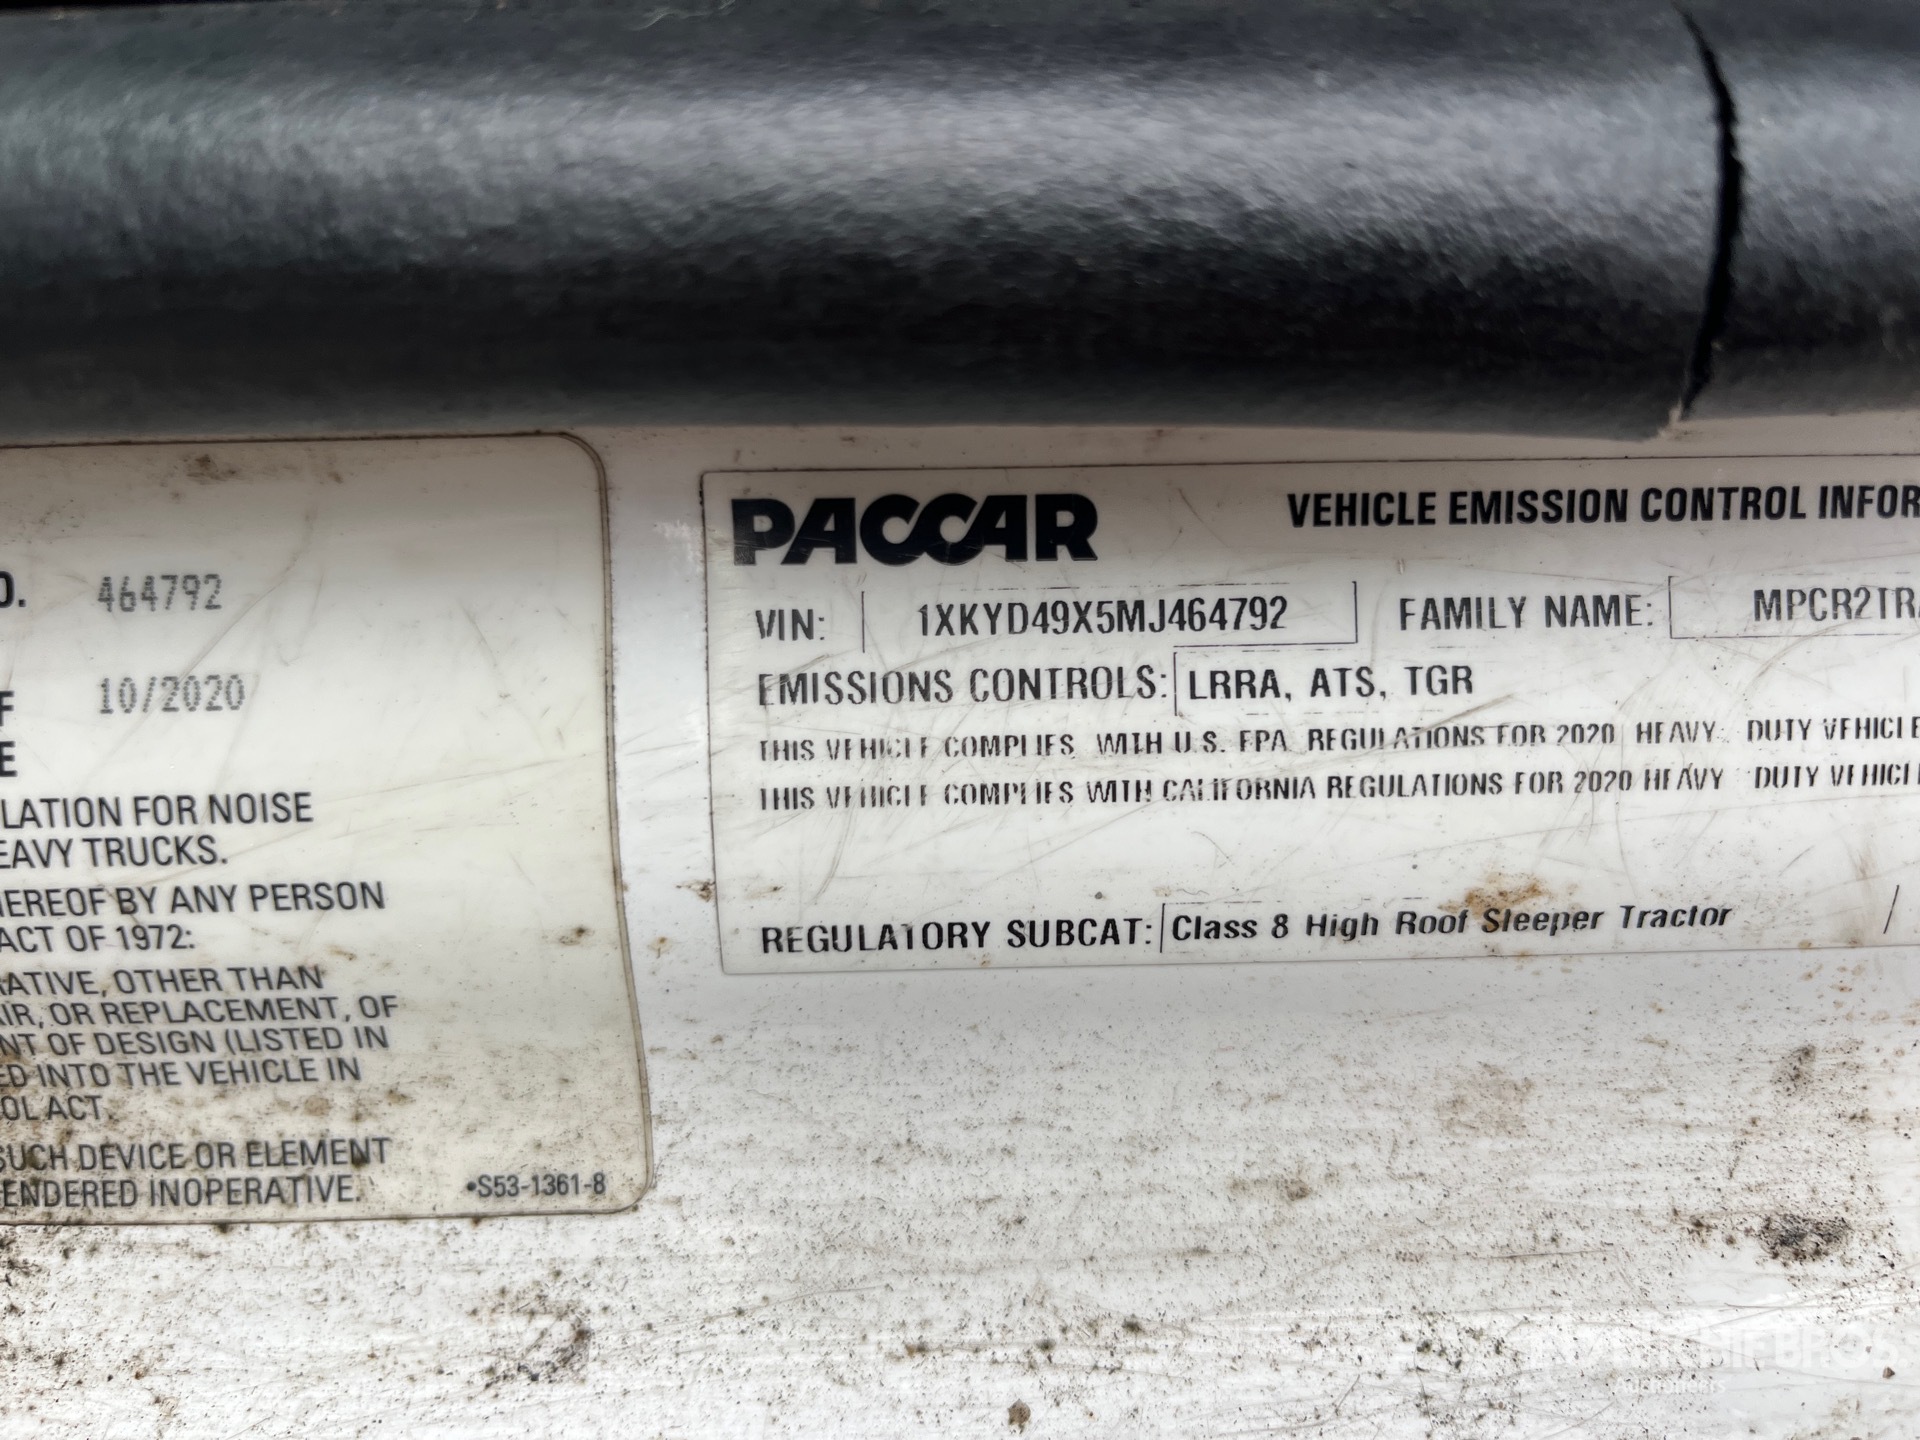 O. 464792
F 10/2020
E
LATION FOR NOISE
EAVY TRUCKS.
HEREOF BY ANY PERSON
ACT OF 1972:
RATIVE, OTHER THAN
AIR, OR REPLACEMENT, OF
NT OF DESIGN (LISTED IN
ED INTO THE VEHICLE IN
OL ACT.
SUCH DEVICE OR ELEMENT
ENDERED INOPERATIVE.
•S53-1361-8
PACCAR VEHICLE EMISSION CONTROL INFOR
VIN: 1XKYD49X5MJ464792 FAMILY NAME: MPCR2TRA
EMISSIONS CONTROLS: LRRA, ATS, TGR
THIS VEHICLE COMPLIES WITH U.S. EPA REGULATIONS FOR 2020 HEAVY DUTY VEHICLE
THIS VEHICLE COMPLIES WITH CALIFORNIA REGULATIONS FOR 2020 HEAVY DUTY VEHICL
REGULATORY SUBCAT: Class 8 High Roof Sleeper Tractor /
Auctioneers